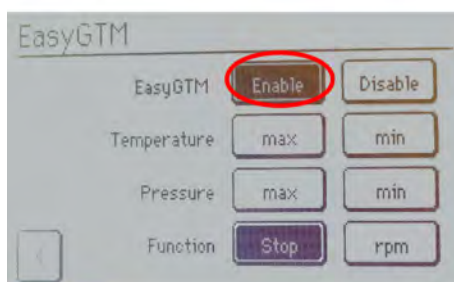 EasyGTM
EasyGTM Enable Disable
Temperature max min
Pressure max min
Function Stop rpm
<